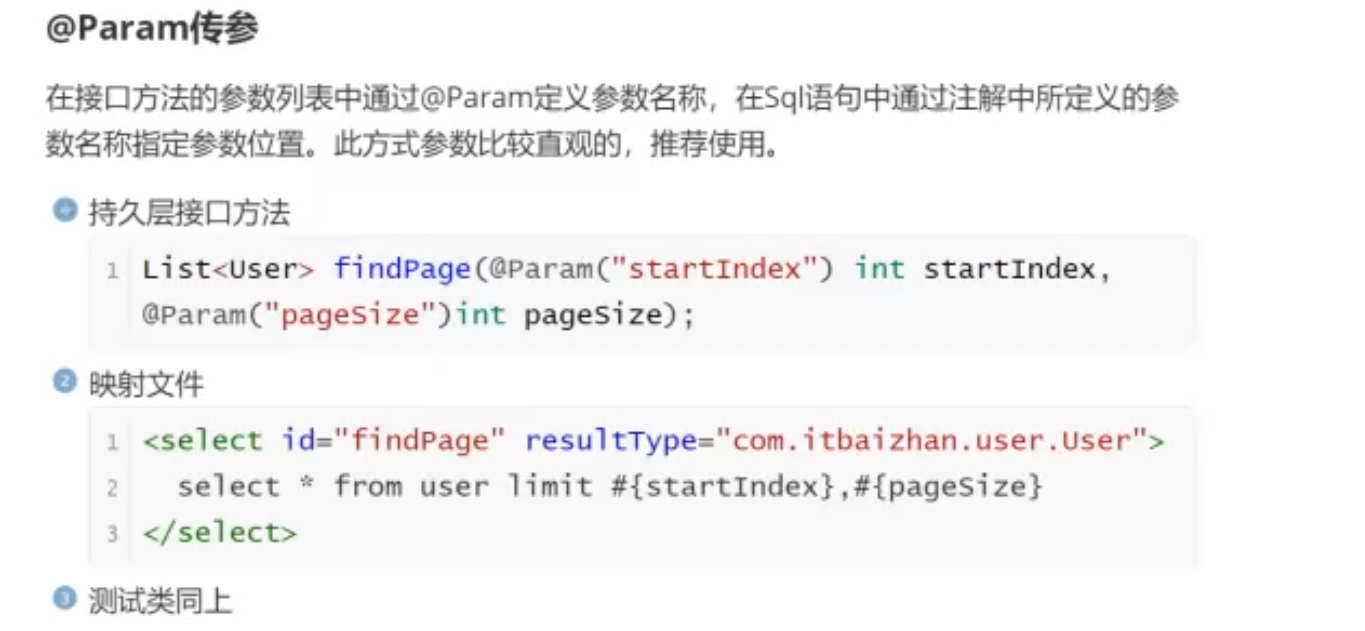 @Param传参
在接口方法的参数列表中通过@Param定义参数名称，在Sql语句中通过注解中所定义的参
数名称指定参数位置。此方式参数比较直观的，推荐使用。
持久层接口方法
1 List<User> findPage(@Param("startIndex") int startIndex,
@Param("pageSize")int pageSize);
2 映射文件
1 <select id="findPage" resultType="com.itbaizhan.user.User">
2 select * from user limit #{startIndex},#{pageSize}
3 </select>
3 测试类同上